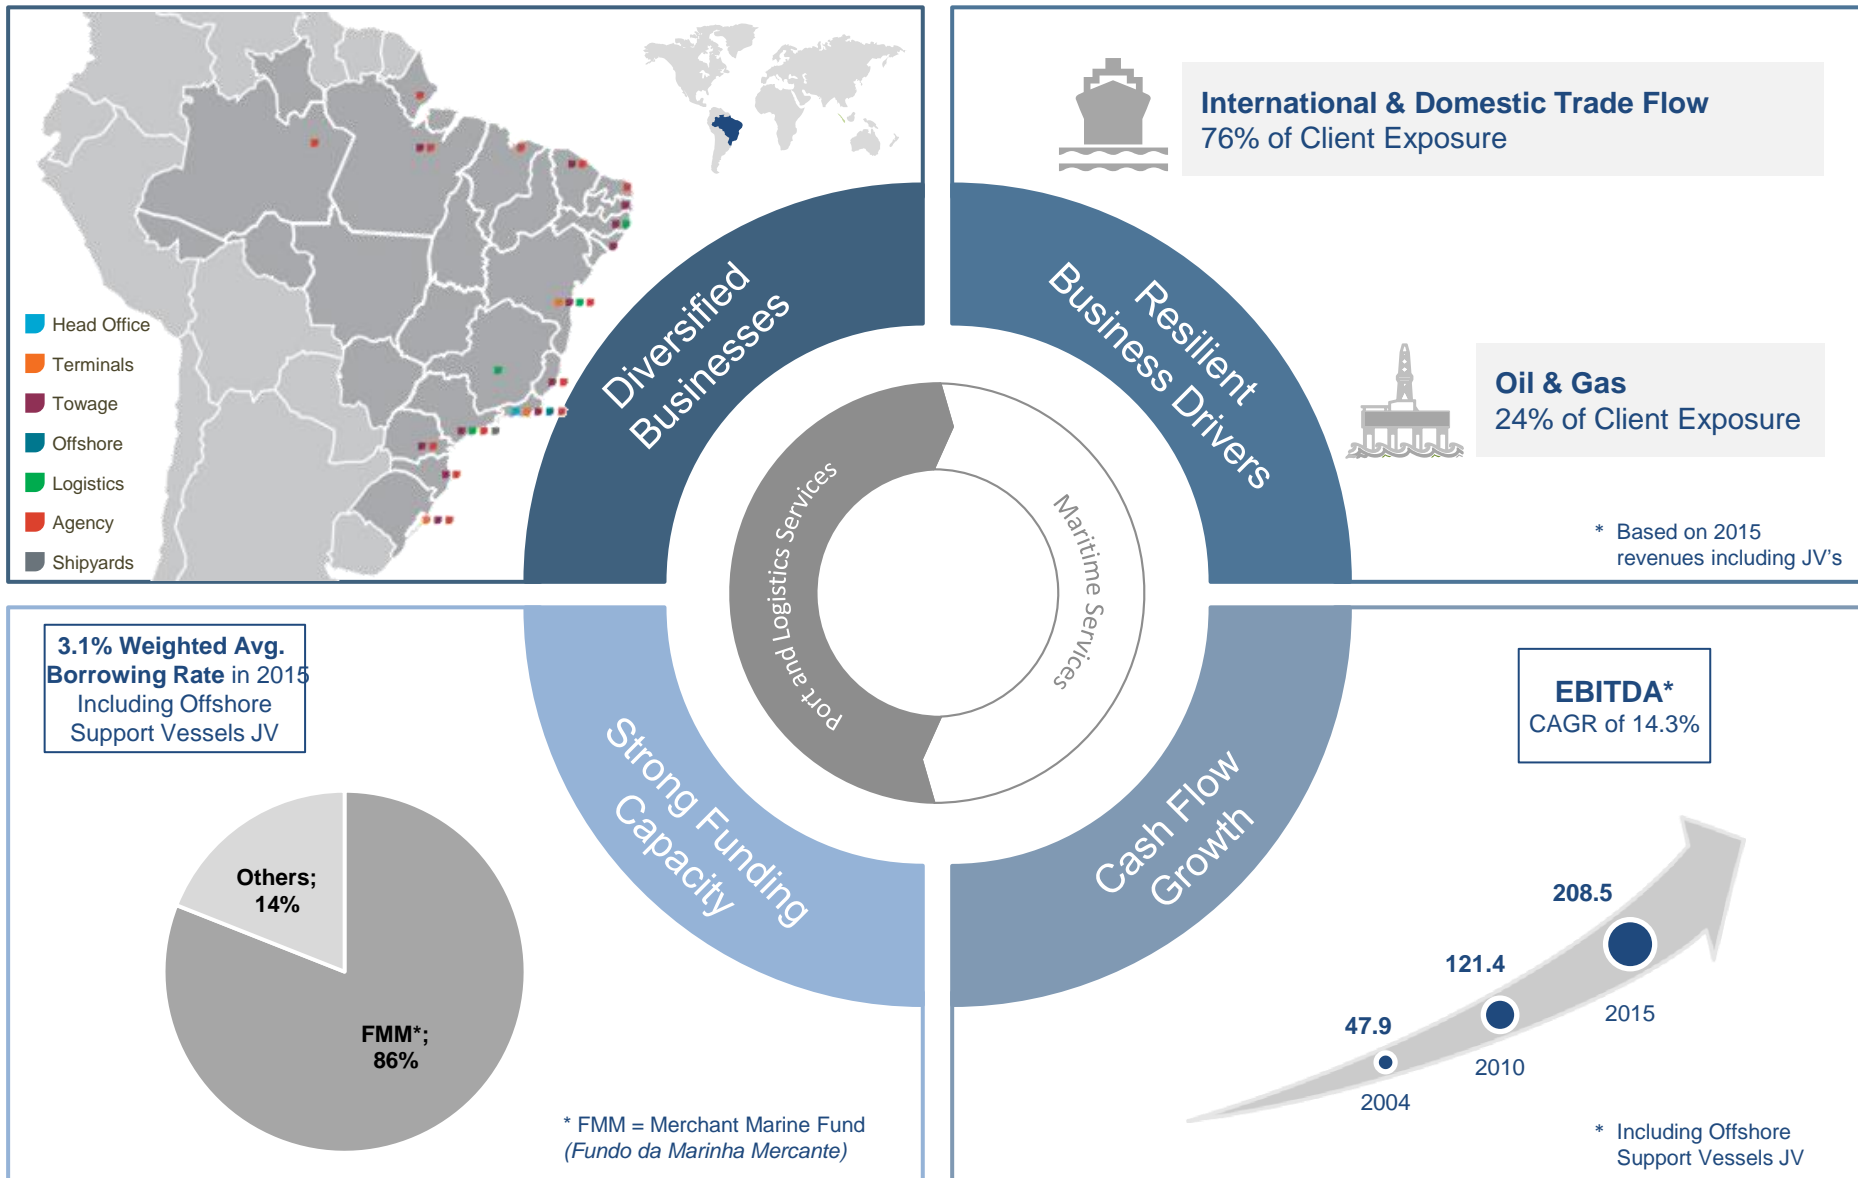 Head Office
Terminals
Towage
Offshore
Logistics
Agency
Shipyards
Diversified
Businesses
International & Domestic Trade Flow
76% of Client Exposure
Oil & Gas
24% of Client Exposure
* Based on 2015
revenues including JV's
Resilient
Business Drivers
Port and Logistics Services
Maritime Services
3.1% Weighted Avg.
Borrowing Rate in 2015
Including Offshore
Support Vessels JV
Others;
14%
FMM*;
86%
* FMM = Merchant Marine Fund
(Fundo da Marinha Mercante)
Strong Funding
Capacity
Cash Flow
Growth
EBITDA*
CAGR of 14.3%
208.5
121.4
47.9
2015
2010
2004
* Including Offshore
Support Vessels JV